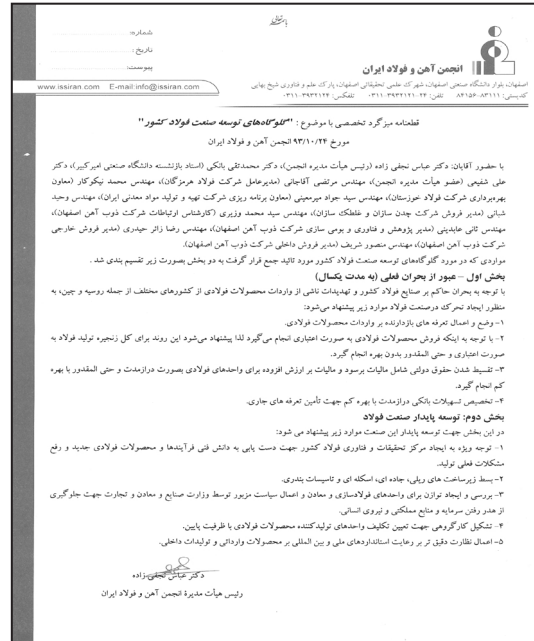 باسمه‌تعالی
شماره:
تاریخ:
پیوست:
انجمن آهن و فولاد ایران
www.issiran.com E-mail:info@issiran.com
اصفهان، بلوار دانشگاه صنعتی اصفهان، شهرک علمی تحقیقاتی اصفهان، پارک علم و فناوری شیخ بهایی
کدپستی: ۸۳۱۱۱-۸۴۱۵۶ تلفن: ۲۴-۳۹۳۲۱۲۱-۰۳۱۱ تلفکس: ۳۹۳۲۱۲۴-۰۳۱۱
قطعنامه میزگرد تخصصی با موضوع: "گلوگاه‌های توسعه صنعت فولاد کشور"
مورخ ۹۳/۱۰/۲۴ انجمن آهن و فولاد ایران
با حضور آقایان: دکتر عباس نجفی زاده (رئیس هیأت مدیره انجمن)، دکتر محمدتقی بانکی (استاد بازنشسته دانشگاه صنعتی امیرکبیر)، دکتر
علی شفیعی (عضو هیأت مدیره انجمن)، مهندس مرتضی آقاجانی (مدیرعامل شرکت فولاد هرمزگان)، مهندس محمد نیکوکار (معاون
بهره‌برداری شرکت فولاد خوزستان)، مهندس سید جواد میرمعینی (معاون برنامه ریزی شرکت تهیه و تولید مواد معدنی ایران)، مهندس وحید
شبانی (مدیر فروش شرکت چدن سازان و غلطک سازان)، مهندس سید محمد وزیری (کارشناس ارتباطات شرکت ذوب آهن اصفهان)،
مهندس ثانی عابدینی (مدیر پژوهش و فناوری و بومی سازی شرکت ذوب آهن اصفهان)، مهندس رضا زائر حیدری (مدیر فروش خارجی
شرکت ذوب آهن اصفهان)، مهندس منصور شریف (مدیر فروش داخلی شرکت ذوب آهن اصفهان).
مواردی که در مورد گلوگاه‌های توسعه صنعت فولاد کشور مورد تائید جمع قرار گرفت به دو بخش بصورت زیر تقسیم بندی شد.
بخش اول – عبور از بحران فعلی (به مدت یکسال)
با توجه به بحران حاکم بر صنایع فولاد کشور و تهدیدات ناشی از واردات محصولات فولادی از کشورهای مختلف از جمله روسیه و چین، به
منظور ایجاد تحرک درصنعت فولاد موارد زیر پیشنهاد می‌شود:
۱- وضع و اعمال تعرفه های بازدارنده بر واردات محصولات فولادی.
۲- با توجه به اینکه فروش محصولات فولادی به صورت اعتباری انجام می‌گیرد لذا پیشنهاد می‌شود این روند برای کل زنجیره تولید فولاد به
صورت اعتباری و حتی المقدور بدون بهره انجام گیرد.
۳- تقسیط شدن حقوق دولتی شامل مالیات برسود و مالیات بر ارزش افزوده برای واحدهای فولادی بصورت درازمدت و حتی المقدور با بهره
کم انجام گیرد.
۴- تخصیص تسهیلات بانکی درازمدت با بهره کم جهت تأمین تعرفه های جاری.
بخش دوم: توسعه پایدار صنعت فولاد
در این بخش جهت توسعه پایدار این صنعت موارد زیر پیشنهاد می شود:
۱- توجه ویژه به ایجاد مرکز تحقیقات و فناوری فولاد کشور جهت دست یابی به دانش فنی فرآیندها و محصولات فولادی جدید و رفع
مشکلات فعلی تولید.
۲- بسط زیرساخت های ریلی، جاده ای، اسکله ای و تاسیسات بندری.
۳- بررسی و ایجاد توازن برای واحدهای فولادسازی و معادن و اعمال سیاست مزبور توسط وزارت صنایع و معادن و تجارت جهت جلوگیری
از هدر رفتن سرمایه و منابع مملکتی و نیروی انسانی.
۴- تشکیل کارگروهی جهت تعیین تکلیف واحدهای تولیدکننده محصولات فولادی با ظرفیت پایین.
۵- اعمال نظارت دقیق تر بر رعایت استانداردهای ملی و بین المللی بر محصولات وارداتی و تولیدات داخلی.
دکتر عباس نجفی زاده
رئیس هیأت مدیرة انجمن آهن و فولاد ایران